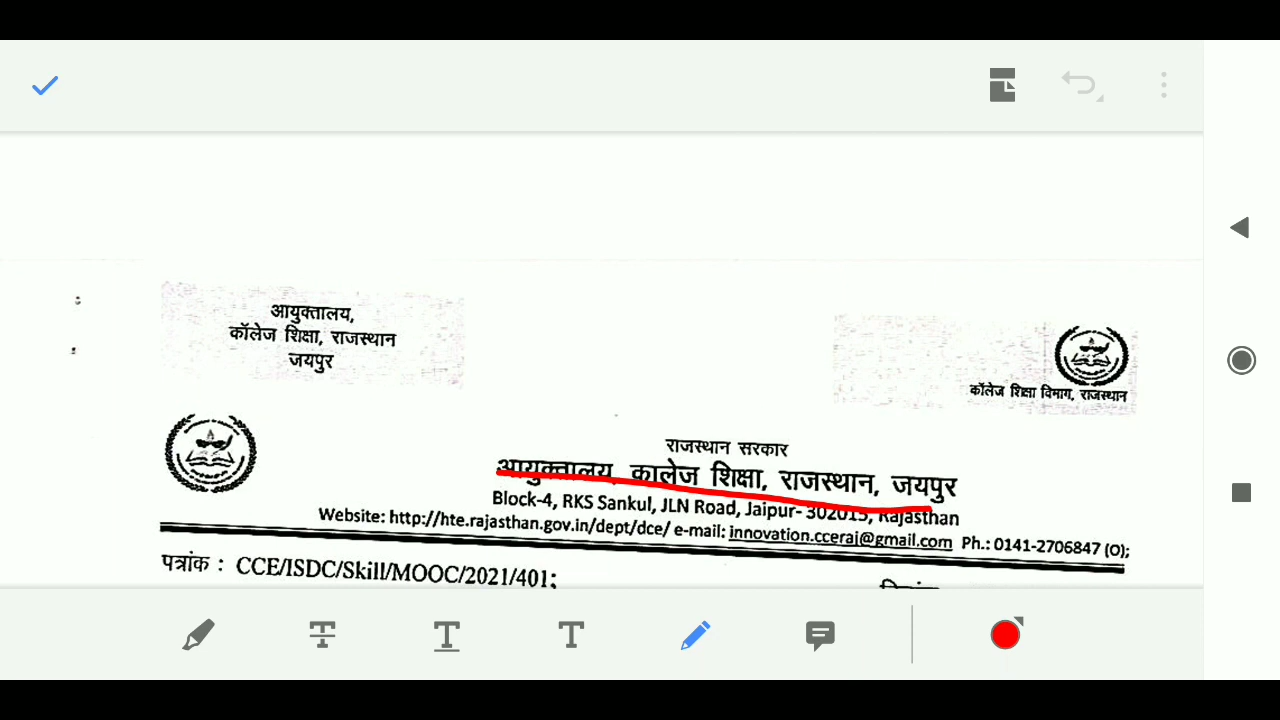 आयुक्तालय,
कॉलेज शिक्षा, राजस्थान
जयपुर
कॉलेज शिक्षा विभाग, राजस्थान
राजस्थान सरकार
आयुक्तालय, कालेज शिक्षा, राजस्थान, जयपुर
Block-4, RKS Sankul, JLN Road, Jaipur- 302015, Rajasthan
Website: http://hte.rajasthan.gov.in/dept/dce/ e-mail: innovation.cceraj@gmail.com Ph.: 0141-2706847 (O);
पत्रांक : CCE/ISDC/Skill/MOOC/2021/401;